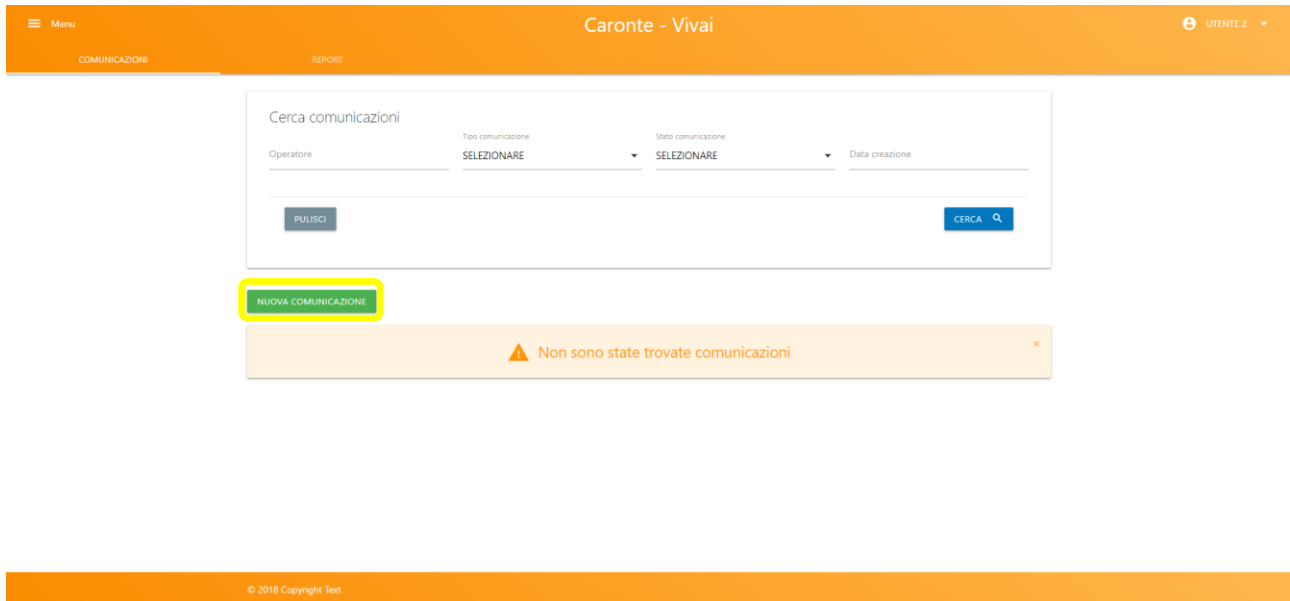 Menu
Caronte - Vivai
UTENTE 2
COMUNICAZIONI
REPORT
Cerca comunicazioni
Operatore
Tipo comunicazione
SELEZIONARE
Stato comunicazione
SELEZIONARE
Data creazione
PULISCI
CERCA
NUOVA COMUNICAZIONE
Non sono state trovate comunicazioni
×
© 2018 Copyright Text